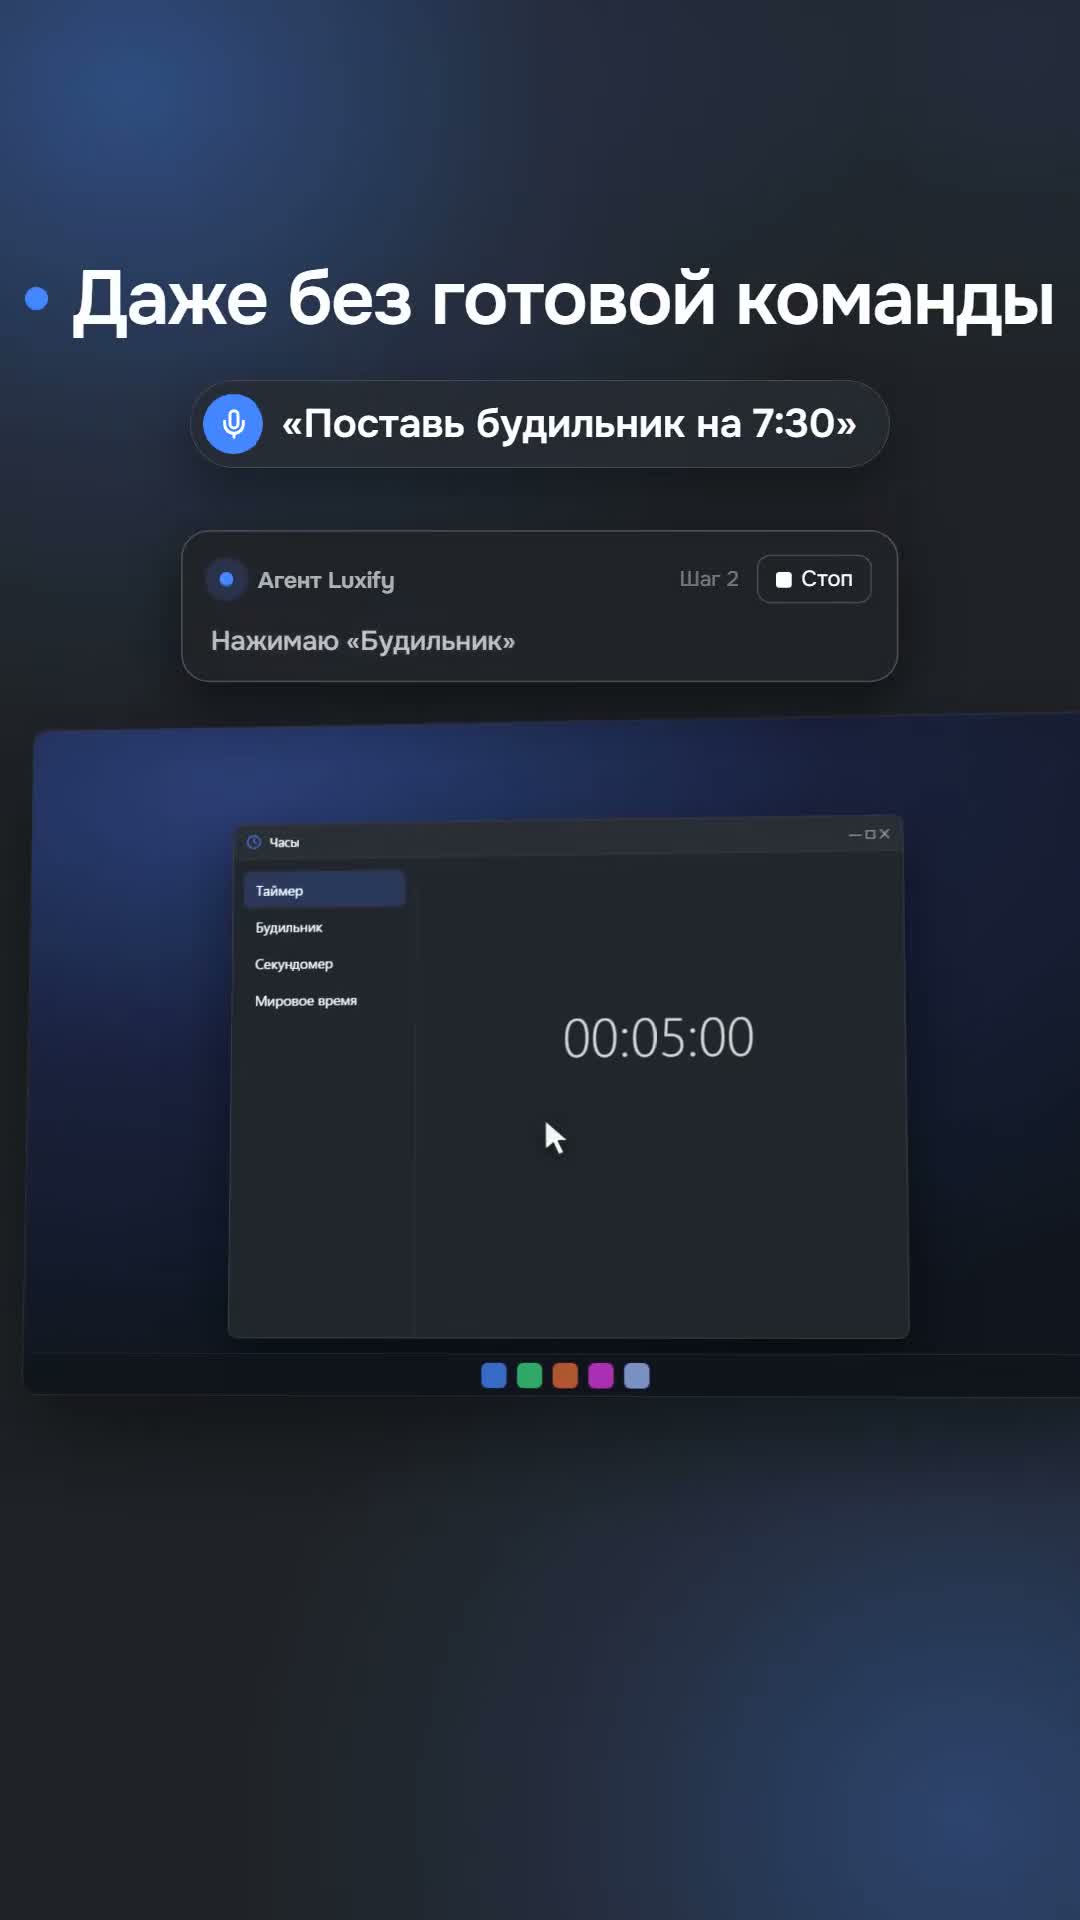 Даже без готовой команды
«Поставь будильник на 7:30»
Агент Luxify
Шаг 2
Стоп
Нажимаю «Будильник»
Часы
Таймер
Будильник
Секундомер
Мировое время
00:05:00